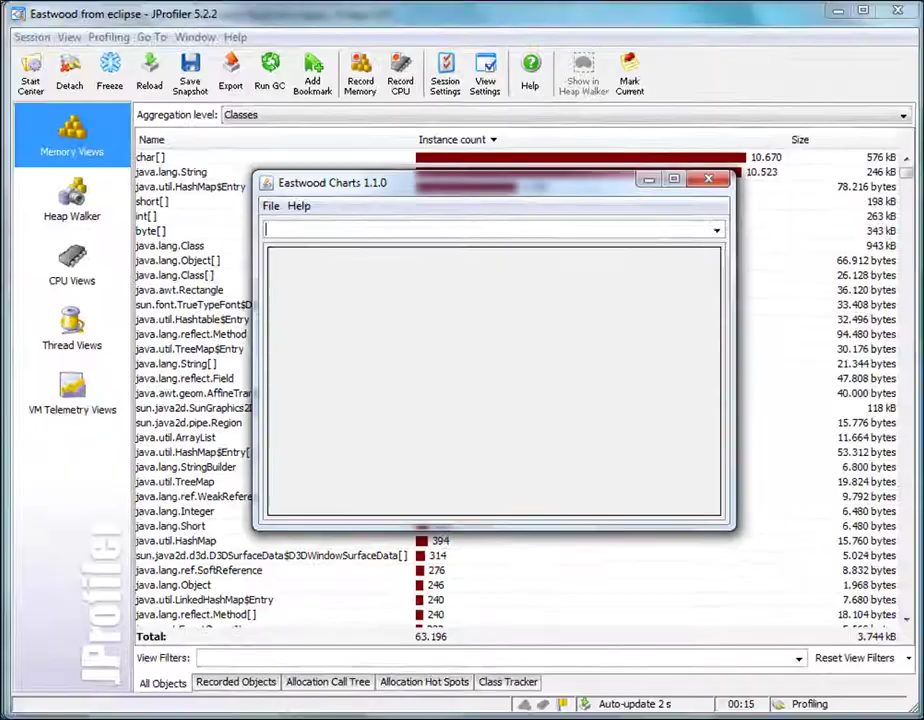 Eastwood from eclipse - JProfiler 5.2.2
Session View Profiling Go To Window Help
Start Center
Detach
Freeze
Reload
Save Snapshot
Export
Run GC
Add Bookmark
Record Memory
Record CPU
Session Settings
View Settings
Help
Show in Heap Walker
Mark Current
Memory Views
Heap Walker
CPU Views
Thread Views
VM Telemetry Views
JProfiler
Aggregation level: Classes
Name Instance count Size
char[] 10.670 576 kB
java.lang.String 10.523 246 kB
java.util.HashMap$Entry 78.216 bytes
short[] 198 kB
int[] 263 kB
byte[] 343 kB
java.lang.Class 943 kB
java.lang.Object[] 66.912 bytes
java.lang.Class[] 26.128 bytes
java.awt.Rectangle 36.120 bytes
sun.font.TrueTypeFont$D 33.408 bytes
java.util.Hashtable$Entry 32.496 bytes
java.lang.reflect.Method 94.480 bytes
java.util.TreeMap$Entry 30.176 bytes
java.lang.String[] 21.344 bytes
java.lang.reflect.Field 47.808 bytes
java.awt.geom.AffineTran 40.000 bytes
sun.java2d.SunGraphics2 118 kB
sun.java2d.pipe.Region 15.776 bytes
java.util.ArrayList 11.664 bytes
java.util.HashMap$Entry[ 53.312 bytes
java.lang.StringBuilder 6.800 bytes
java.util.TreeMap 19.824 bytes
java.lang.ref.WeakRefere 9.792 bytes
java.lang.Integer 6.480 bytes
java.lang.Short 6.480 bytes
java.util.HashMap 394 15.760 bytes
sun.java2d.d3d.D3DSurfaceData$D3DWindowSurfaceData[] 314 5.024 bytes
java.lang.ref.SoftReference 276 8.832 bytes
java.lang.Object 246 1.968 bytes
java.util.LinkedHashMap$Entry 240 7.680 bytes
java.lang.reflect.Method[] 240 18.104 bytes
Total: 63.196 3.744 kB
Eastwood Charts 1.1.0
File Help
View Filters: Reset View Filters
All Objects Recorded Objects Allocation Call Tree Allocation Hot Spots Class Tracker
Auto-update 2 s 00:15 Profiling